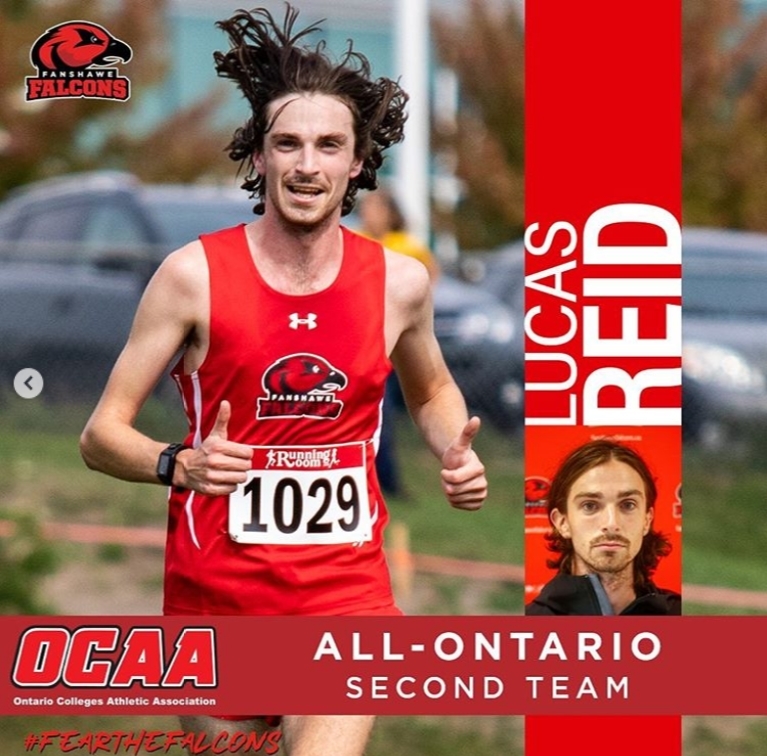 FANSHAWE
FALCONS
LUCAS
REID
FANSHAWE
FALCONS
Running
Room
1029
OCAA
Ontario Colleges Athletic Association
ALL-ONTARIO
SECOND TEAM
#FEARTHEFALCONS